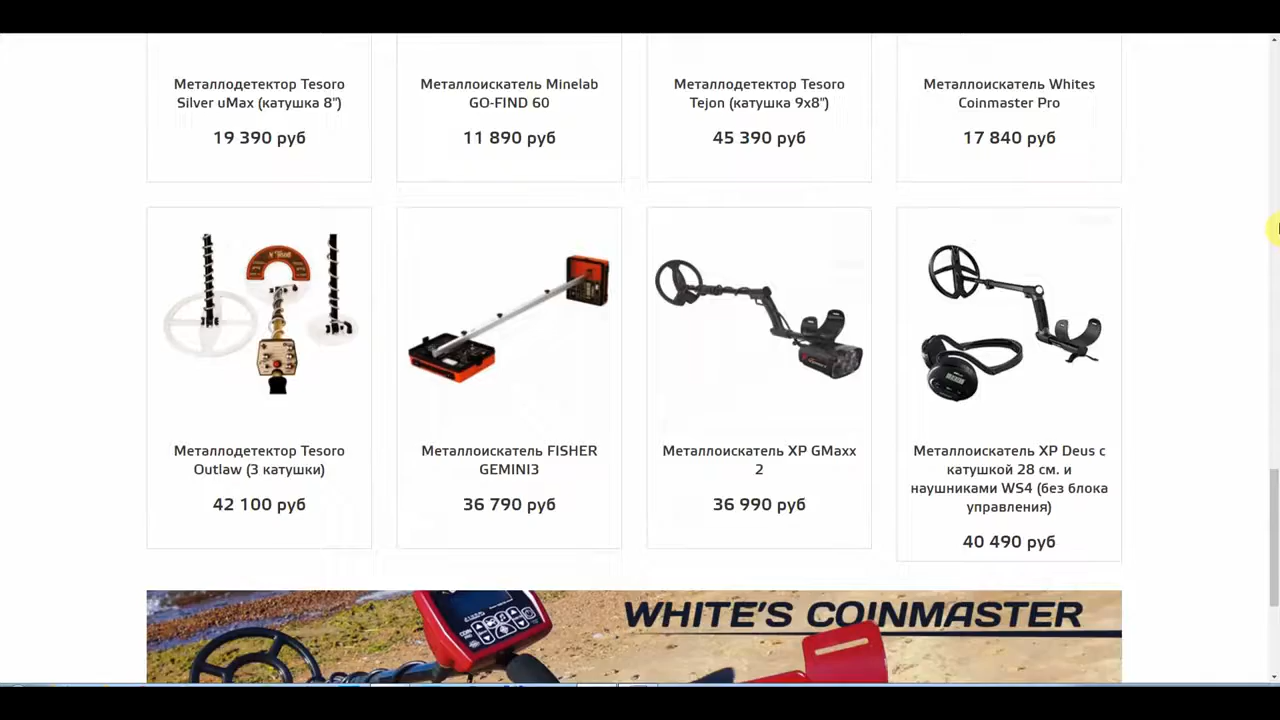 Металлодетектор Tesoro
Silver uMax (катушка 8")
19 390 руб
Металлоискатель Minelab
GO-FIND 60
11 890 руб
Металлодетектор Tesoro
Tejon (катушка 9x8")
45 390 руб
Металлоискатель Whites
Coinmaster Pro
17 840 руб
Металлодетектор Tesoro
Outlaw (3 катушки)
42 100 руб
Металлоискатель FISHER
GEMINI3
36 790 руб
Металлоискатель XP GMaxx
2
36 990 руб
Металлоискатель XP Deus с
катушкой 28 см. и
наушниками WS4 (без блока
управления)
40 490 руб
WHITE'S COINMASTER